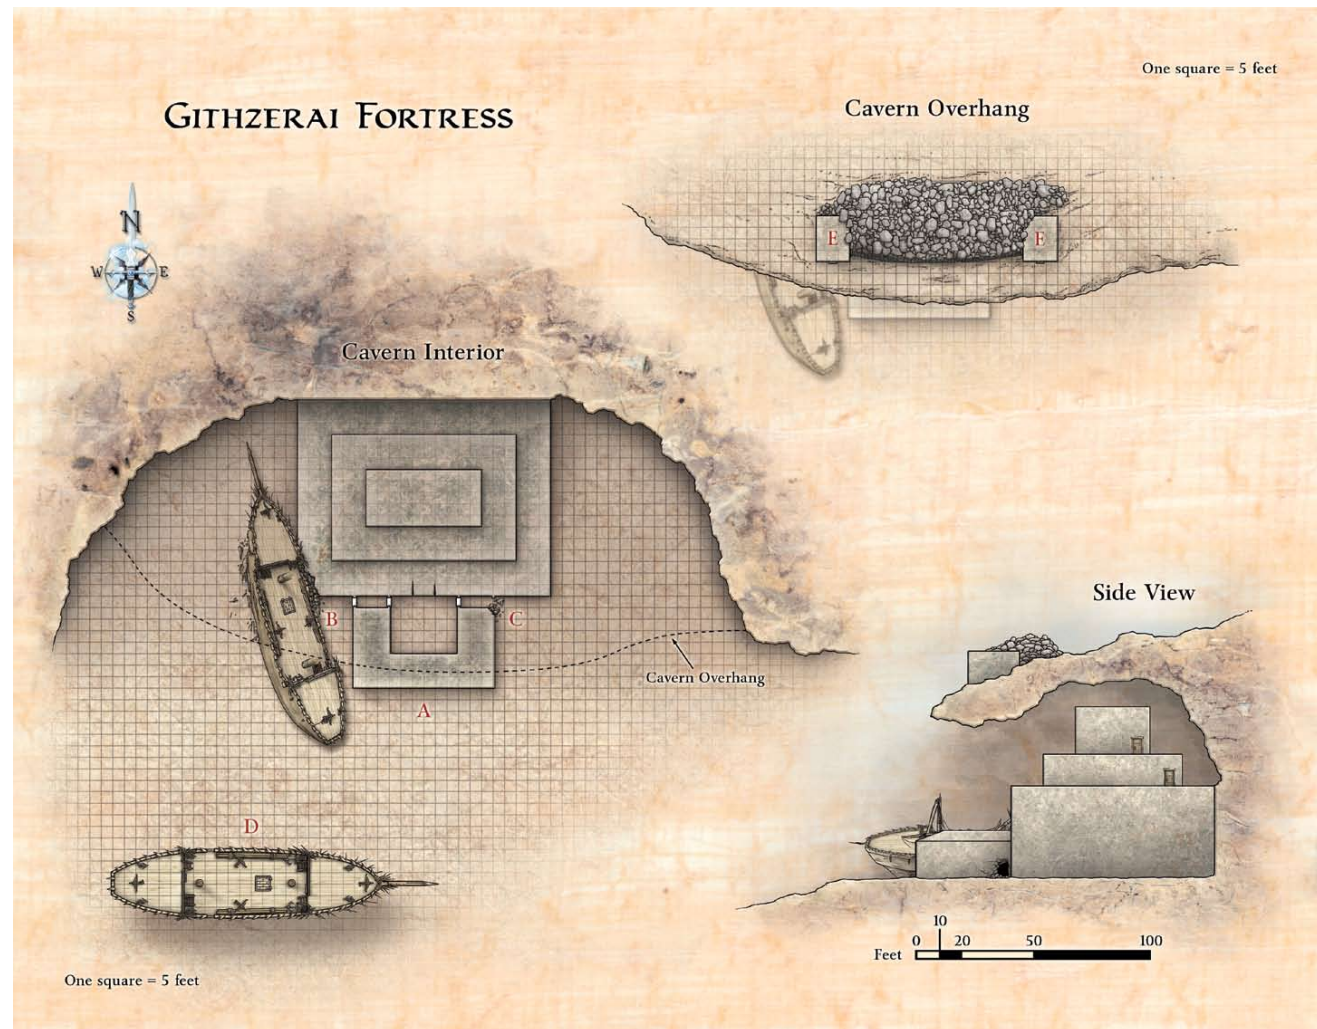 One square = 5 feet
Githzerai Fortress
Cavern Overhang
N
W E
S
E E
Cavern Interior
B C
Side View
Cavern Overhang
A
D
10
Feet 0 20 50 100
One square = 5 feet